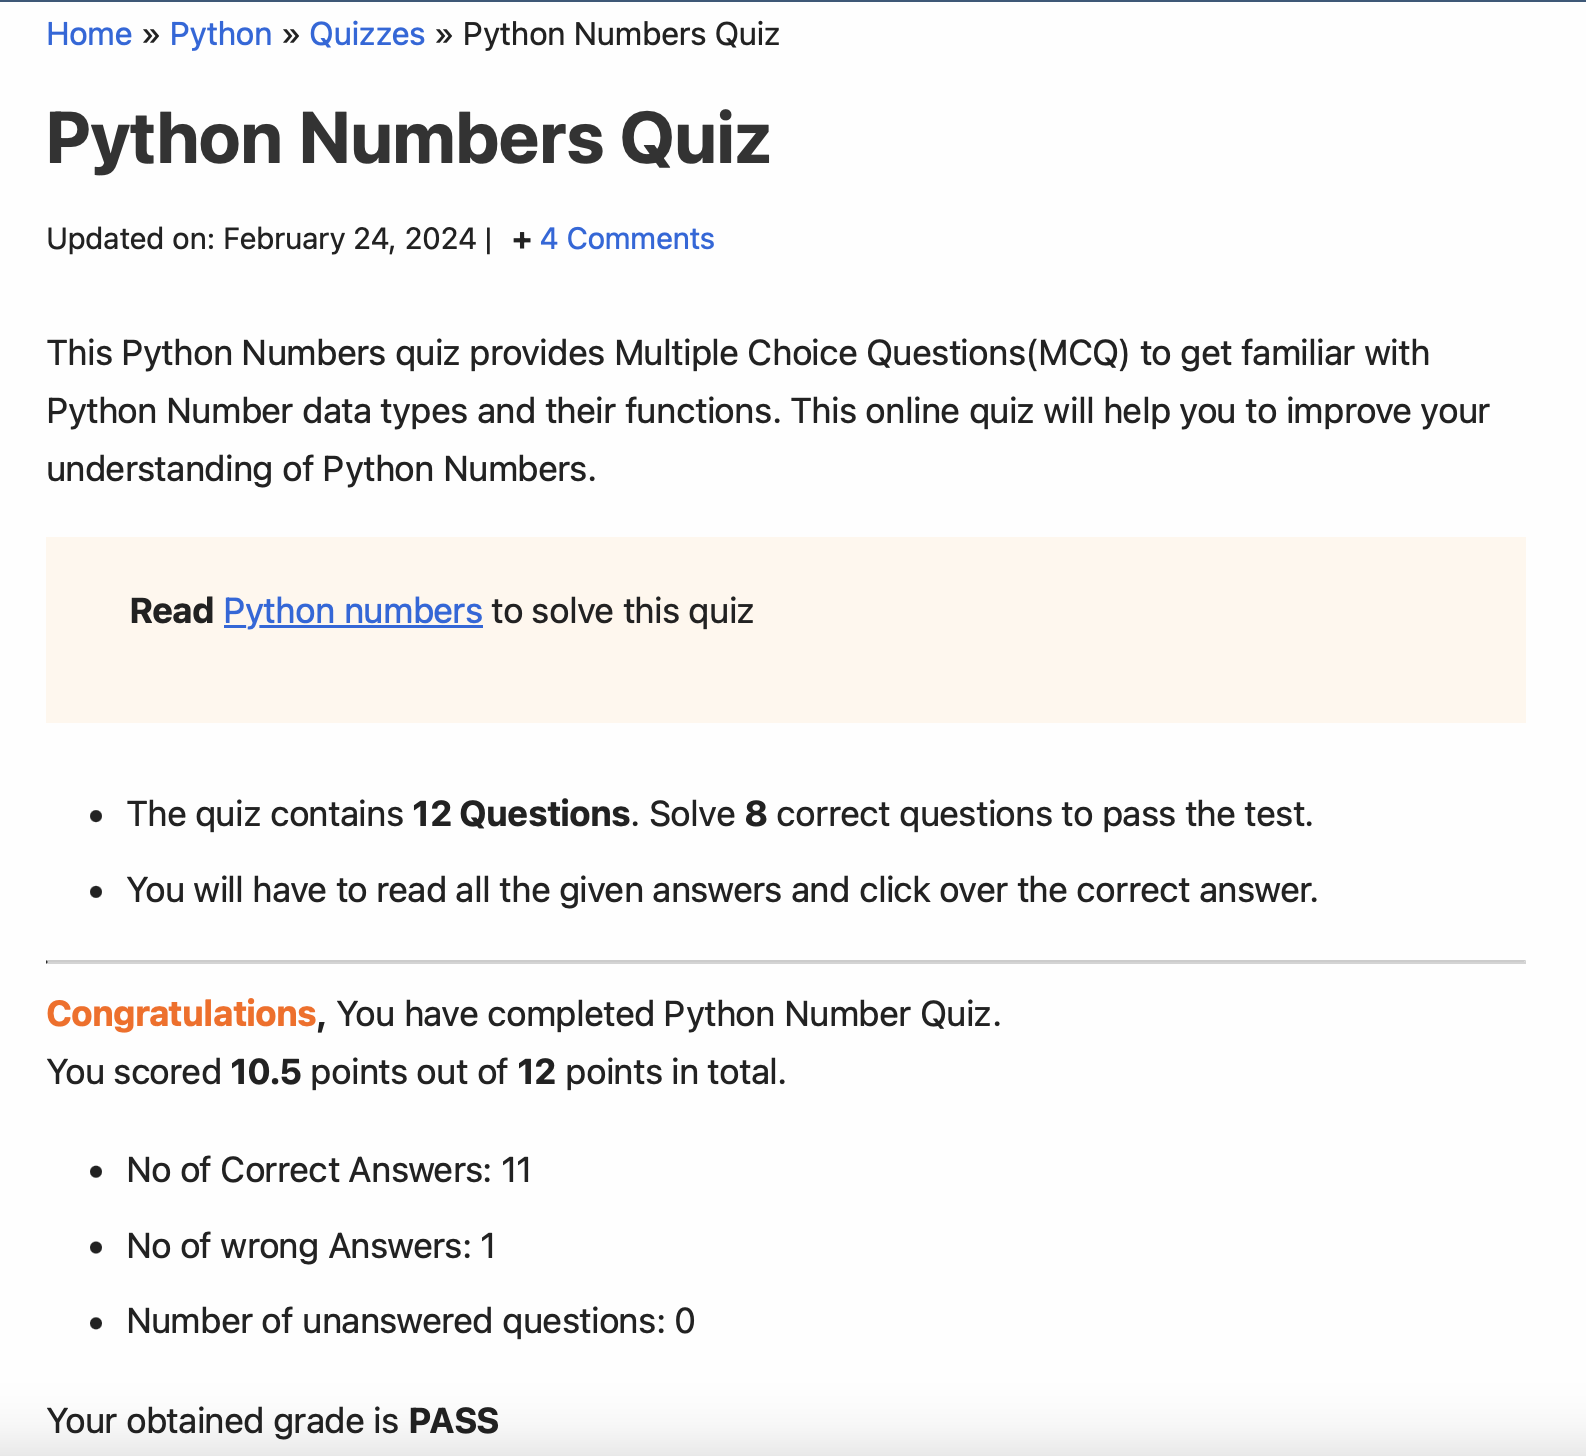 Home » Python » Quizzes » Python Numbers Quiz
Python Numbers Quiz
Updated on: February 24, 2024 | + 4 Comments
This Python Numbers quiz provides Multiple Choice Questions(MCQ) to get familiar with
Python Number data types and their functions. This online quiz will help you to improve your
understanding of Python Numbers.
Read Python numbers to solve this quiz
• The quiz contains 12 Questions. Solve 8 correct questions to pass the test.
• You will have to read all the given answers and click over the correct answer.
Congratulations, You have completed Python Number Quiz.
You scored 10.5 points out of 12 points in total.
• No of Correct Answers: 11
• No of wrong Answers: 1
• Number of unanswered questions: 0
Your obtained grade is PASS